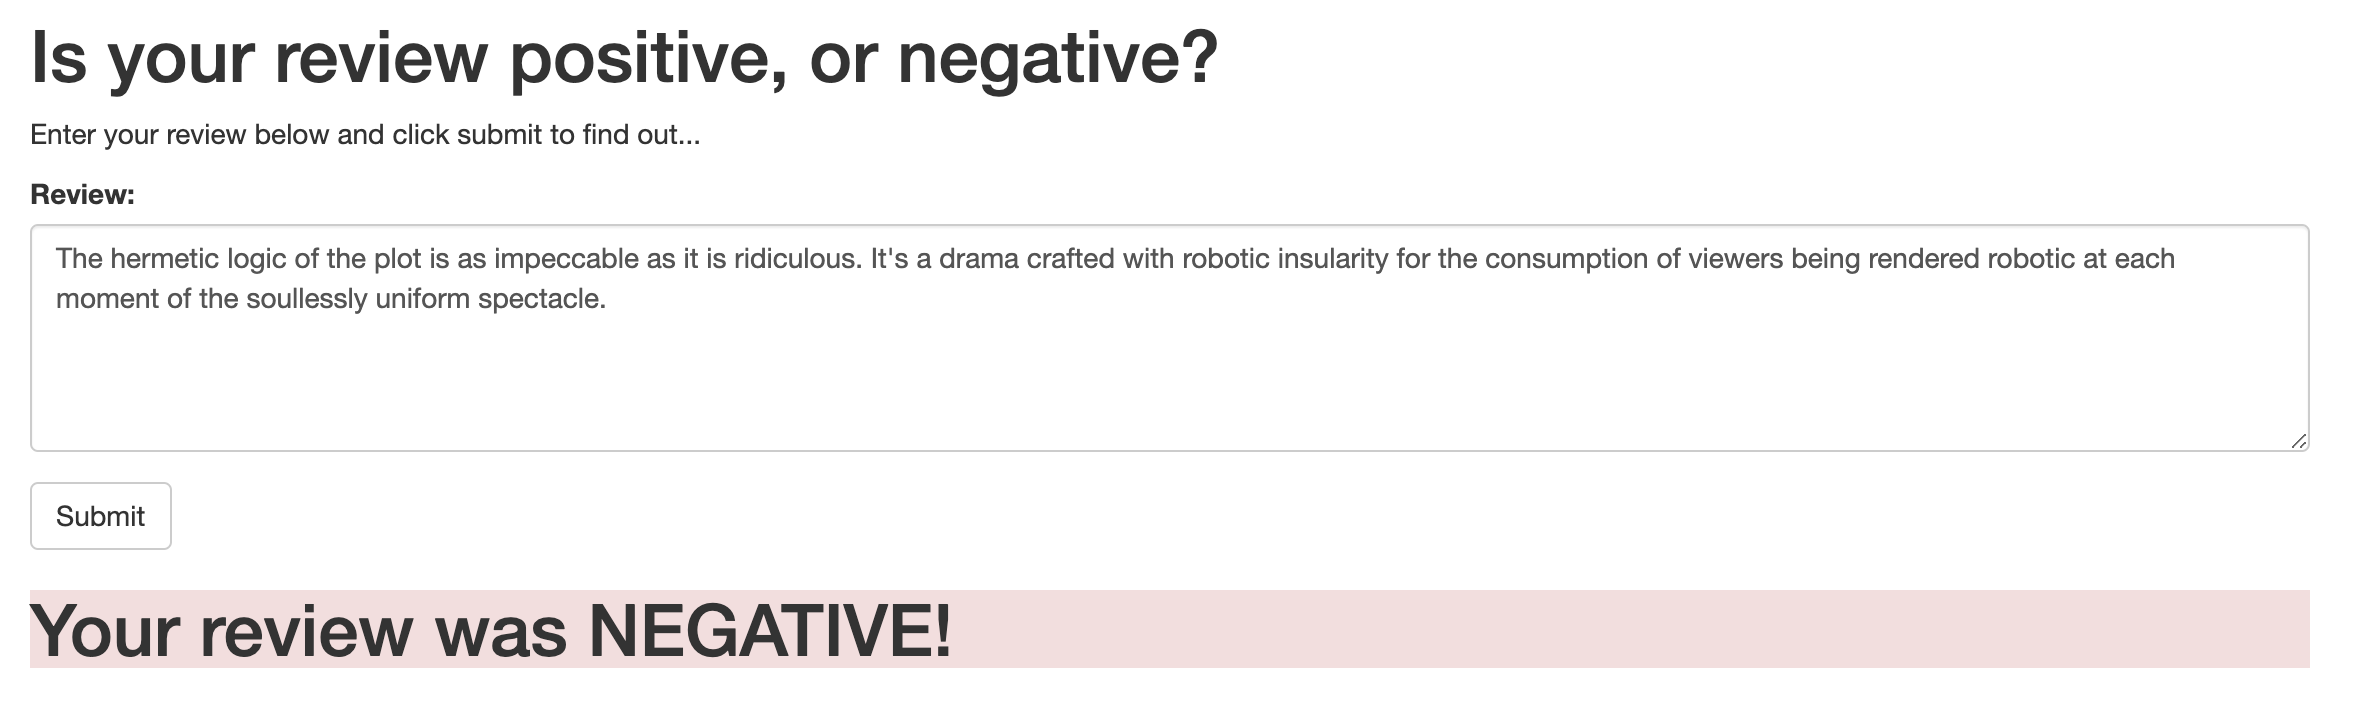 Is your review positive, or negative?
Enter your review below and click submit to find out...
Review:
The hermetic logic of the plot is as impeccable as it is ridiculous. It's a drama crafted with robotic insularity for the consumption of viewers being rendered robotic at each
moment of the soullessly uniform spectacle.
Submit
Your review was NEGATIVE!